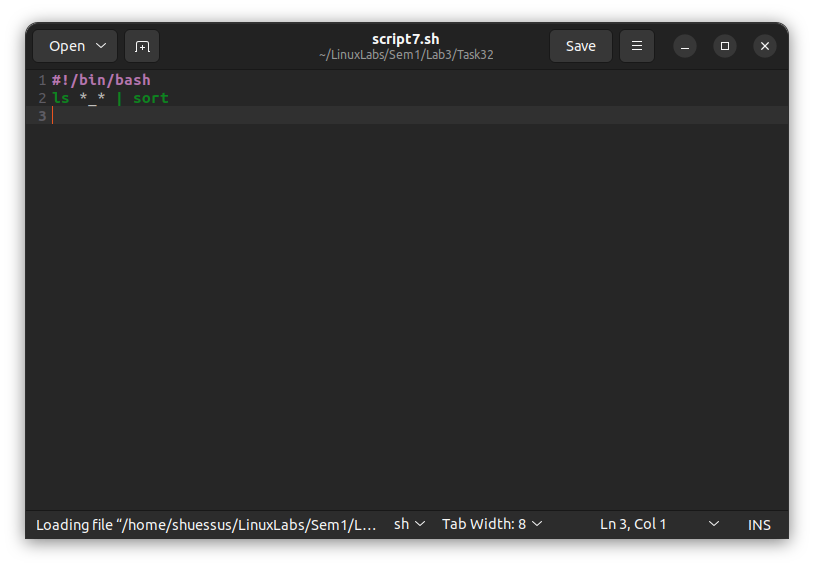 Open
script7.sh
~/LinuxLabs/Sem1/Lab3/Task32
Save
1 #!/bin/bash
2 ls *_* | sort
3
Loading file “/home/shuessus/LinuxLabs/Sem1/L… sh Tab Width: 8 Ln 3, Col 1 INS